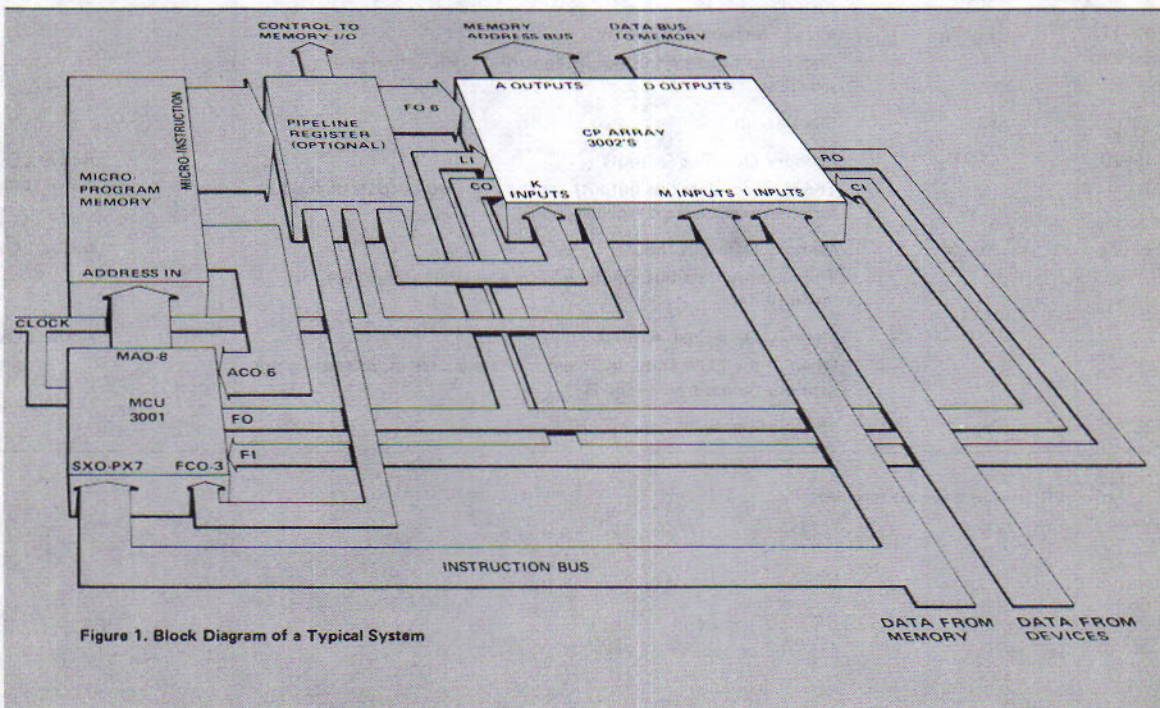 CONTROL TO
MEMORY I/O
MEMORY
ADDRESS BUS
DATA BUS
TO MEMORY
MICRO-INSTRUCTION
MICRO-
PROGRAM
MEMORY
ADDRESS IN
PIPELINE
REGISTER
(OPTIONAL)
FO 6
A OUTPUTS
D OUTPUTS
CP ARRAY
3002'S
LI
CO
K
INPUTS
M INPUTS
I INPUTS
RO
CI
CLOCK
MAO-8
ACO-6
MCU
3001
FO
FI
SXO-PX7
FCO-3
INSTRUCTION BUS
DATA FROM
MEMORY
DATA FROM
DEVICES
Figure 1. Block Diagram of a Typical System